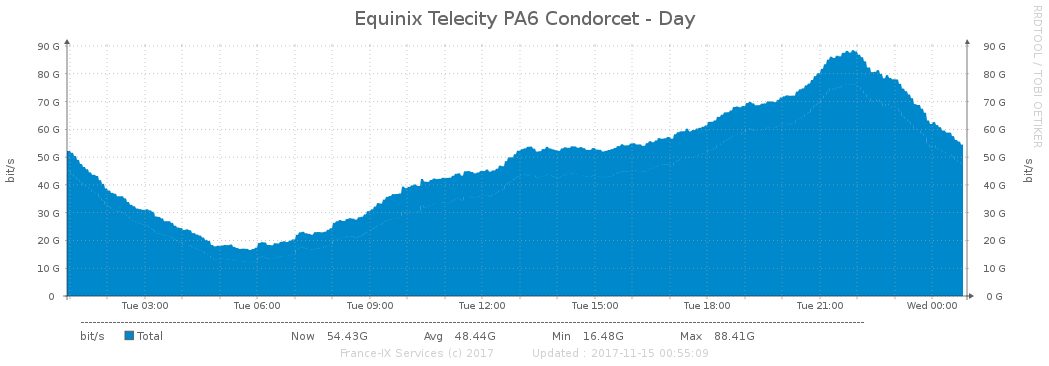 Equinix Telecity PA6 Condorcet - Day
RRDTOOL / TOBI OETIKER
bit/s
90 G
80 G
70 G
60 G
50 G
40 G
30 G
20 G
10 G
0
90 G
80 G
70 G
60 G
50 G
40 G
30 G
20 G
10 G
0 G
bit/s
Tue 03:00 Tue 06:00 Tue 09:00 Tue 12:00 Tue 15:00 Tue 18:00 Tue 21:00 Wed 00:00
bit/s Total Now 54.43G Avg 48.44G Min 16.48G Max 88.41G
France-IX Services (c) 2017 Updated : 2017-11-15 00:55:09